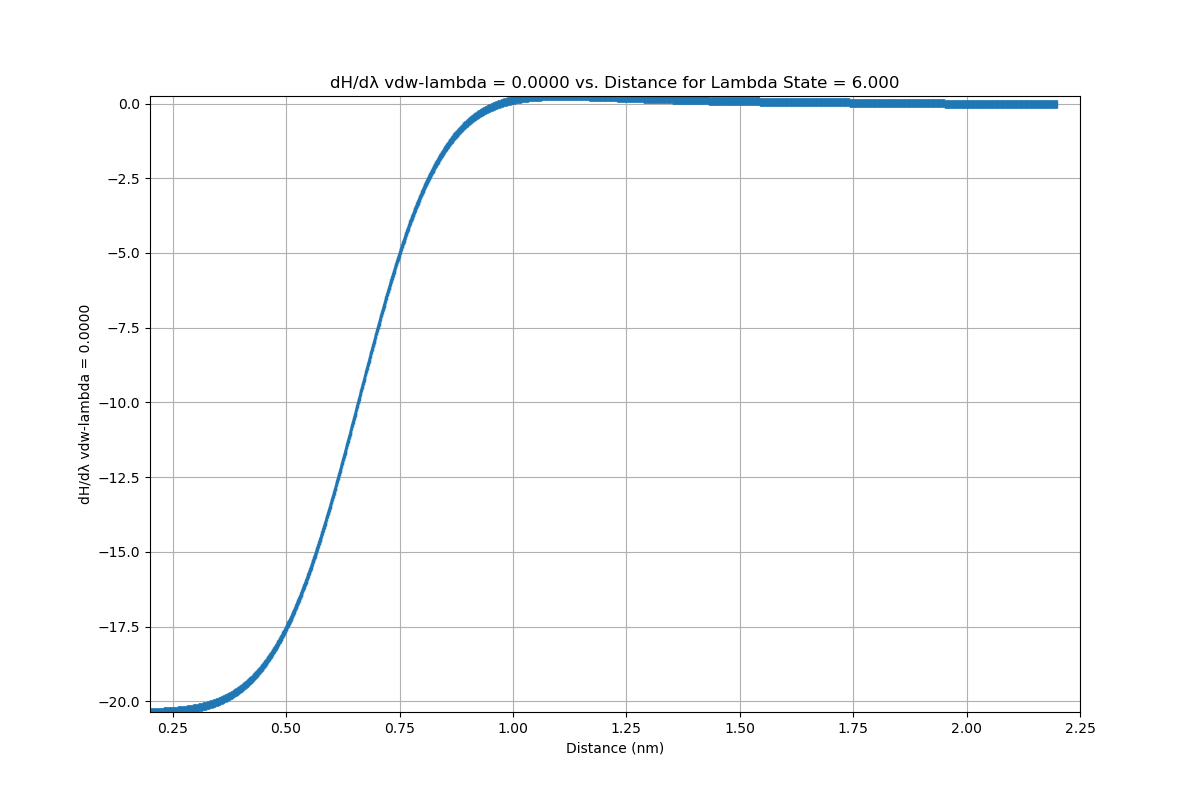 dH/dλ vdw-lambda = 0.0000 vs. Distance for Lambda State = 6.000
dH/dλ vdw-lambda = 0.0000
0.0
−2.5
−5.0
−7.5
−10.0
−12.5
−15.0
−17.5
−20.0
0.25 0.50 0.75 1.00 1.25 1.50 1.75 2.00 2.25
Distance (nm)